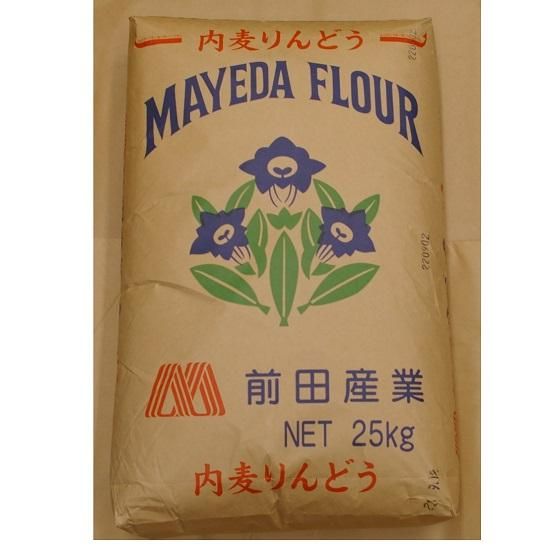 内麦りんどう
MAYEDA FLOUR
220902
前田産業
NET 25kg
内麦りんどう